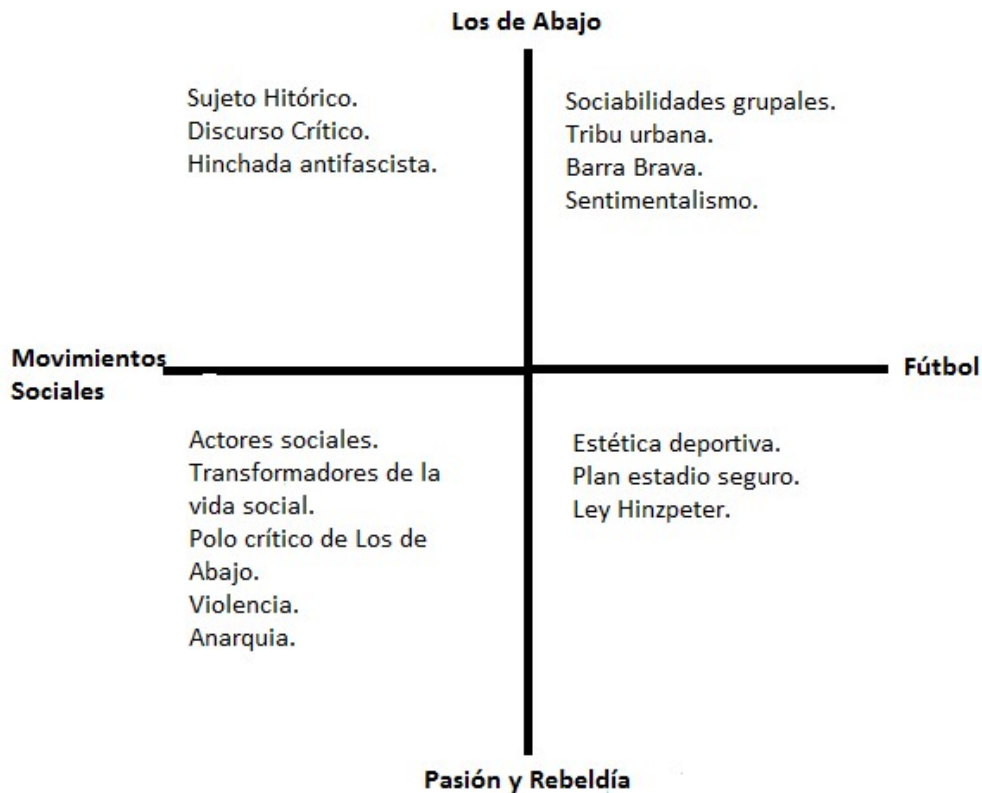 Los de Abajo
Sujeto Hitórico.
Discurso Crítico.
Hinchada antifascista.
Sociabilidades grupales.
Tribu urbana.
Barra Brava.
Sentimentalismo.
Movimientos
Sociales
Fútbol
Actores sociales.
Transformadores de la
vida social.
Polo crítico de Los de
Abajo.
Violencia.
Anarquia.
Estética deportiva.
Plan estadio seguro.
Ley Hinzpeter.
Pasión y Rebeldía